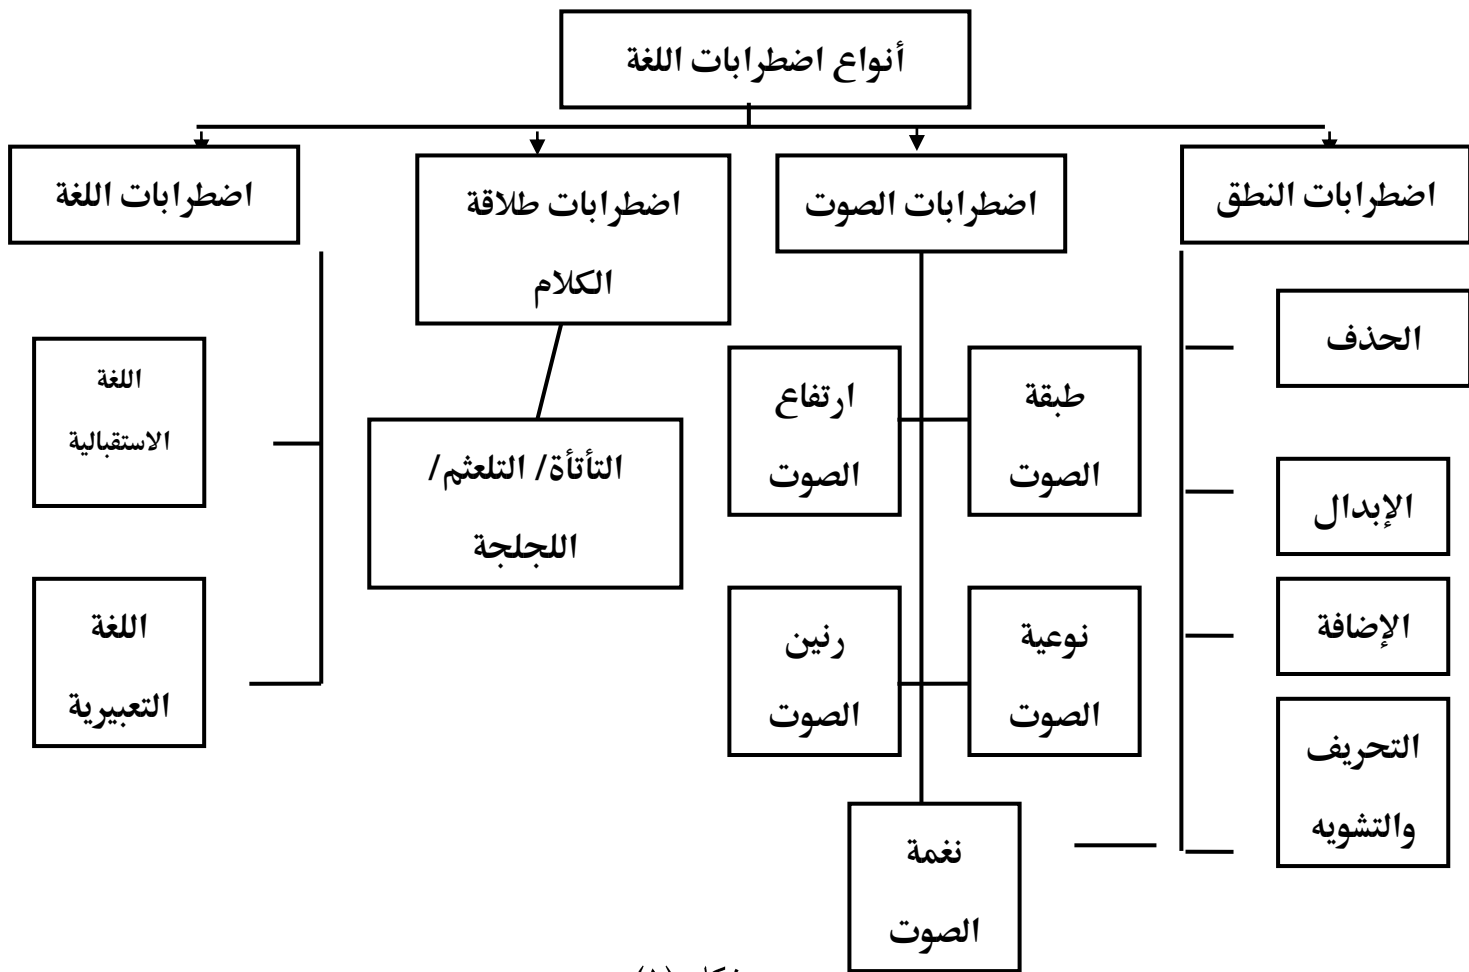 أنواع اضطرابات اللغة
اضطرابات النطق
اضطرابات الصوت
اضطرابات طلاقة
الكلام
اضطرابات اللغة
الحذف
الإبدال
الإضافة
التحريف
والتشويه
طبقة
الصوت
ارتفاع
الصوت
نوعية
الصوت
رنين
الصوت
نغمة
الصوت
التأتأة/ التلعثم/
اللجلجة
اللغة
الاستقبالية
اللغة
التعبيرية